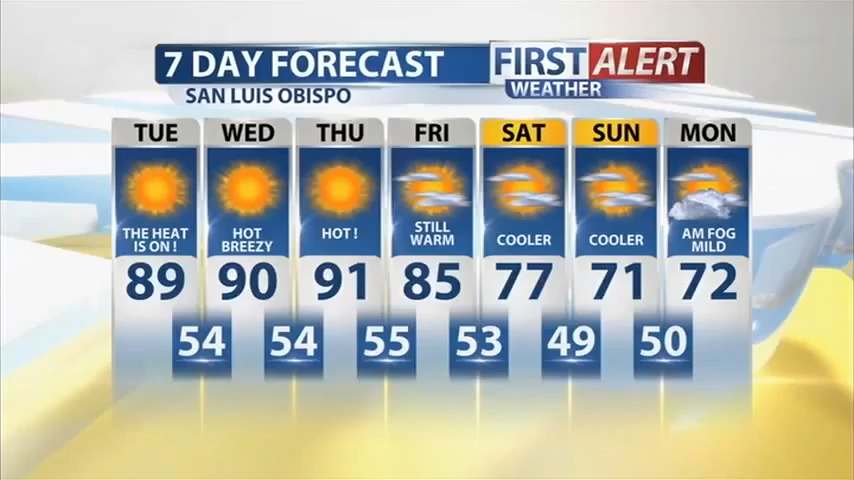 7 DAY FORECAST
FIRST ALERT
WEATHER
SAN LUIS OBISPO
TUE WED THU FRI SAT SUN MON
THE HEAT
IS ON !
HOT
BREEZY
HOT !
STILL
WARM
COOLER
COOLER
AM FOG
MILD
89 90 91 85 77 71 72
54 54 55 53 49 50